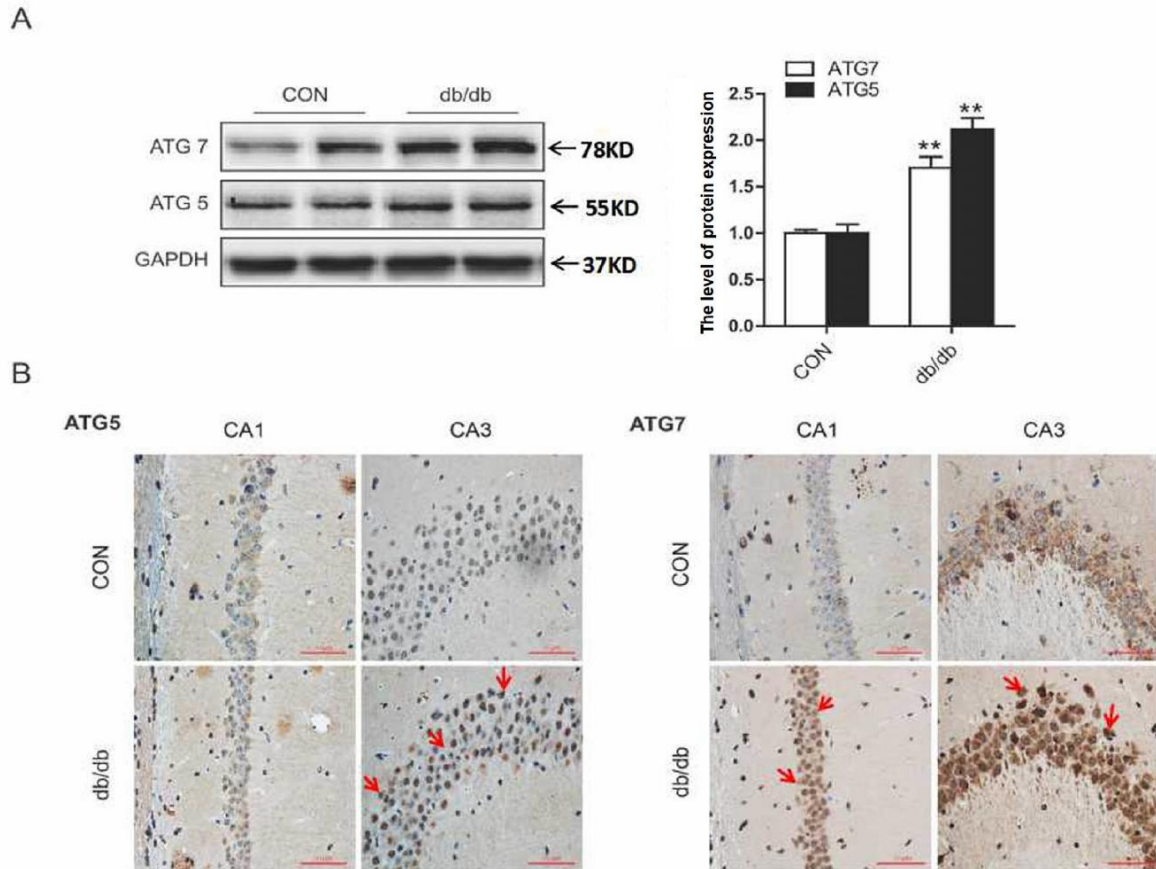 A
CON db/db
ATG 7 78KD
ATG 5 55KD
GAPDH 37KD
ATG7
ATG5
The level of protein expression
2.5
2.0
1.5
1.0
0.5
0.0
** **
CON db/db
B
ATG5 CA1 CA3
ATG7 CA1 CA3
CON
db/db
CON
db/db